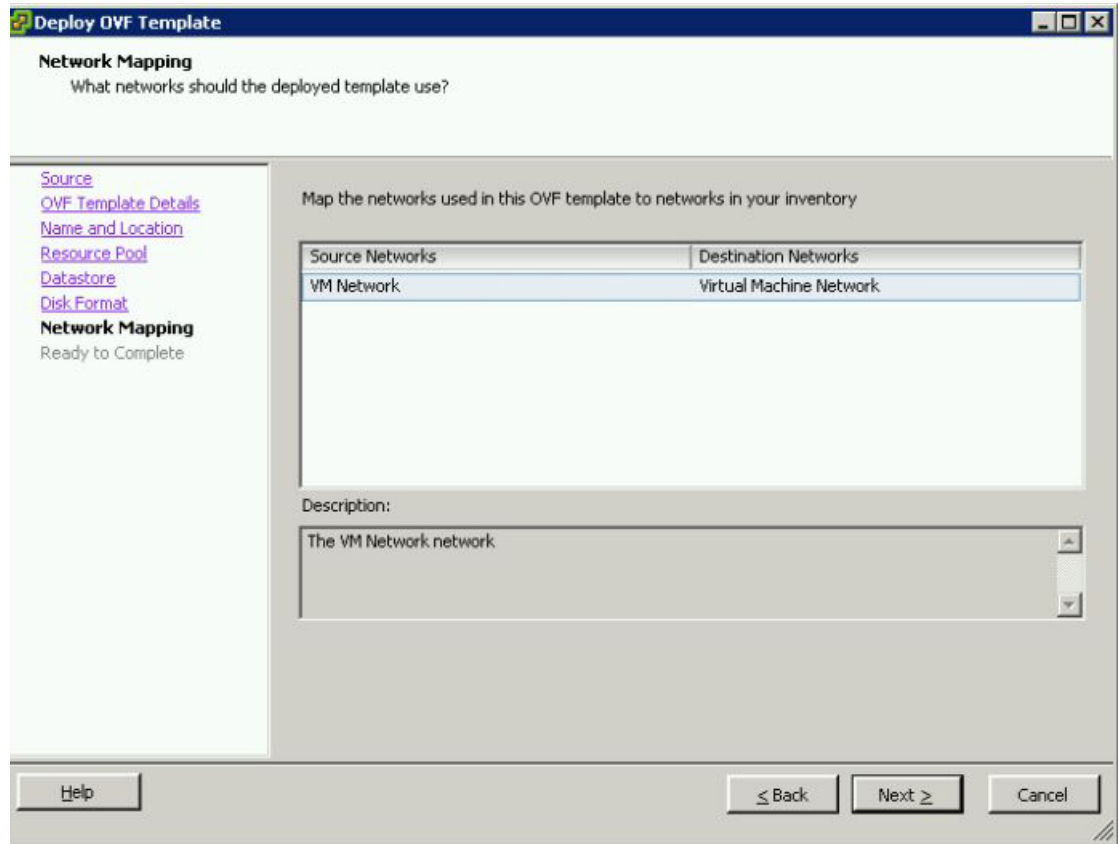 Deploy OVF Template
Network Mapping
What networks should the deployed template use?
Source
OVF Template Details
Name and Location
Resource Pool
Datastore
Disk Format
Network Mapping
Ready to Complete
Map the networks used in this OVF template to networks in your inventory
Source Networks Destination Networks
VM Network Virtual Machine Network
Description:
The VM Network network
Help
< Back
Next >
Cancel